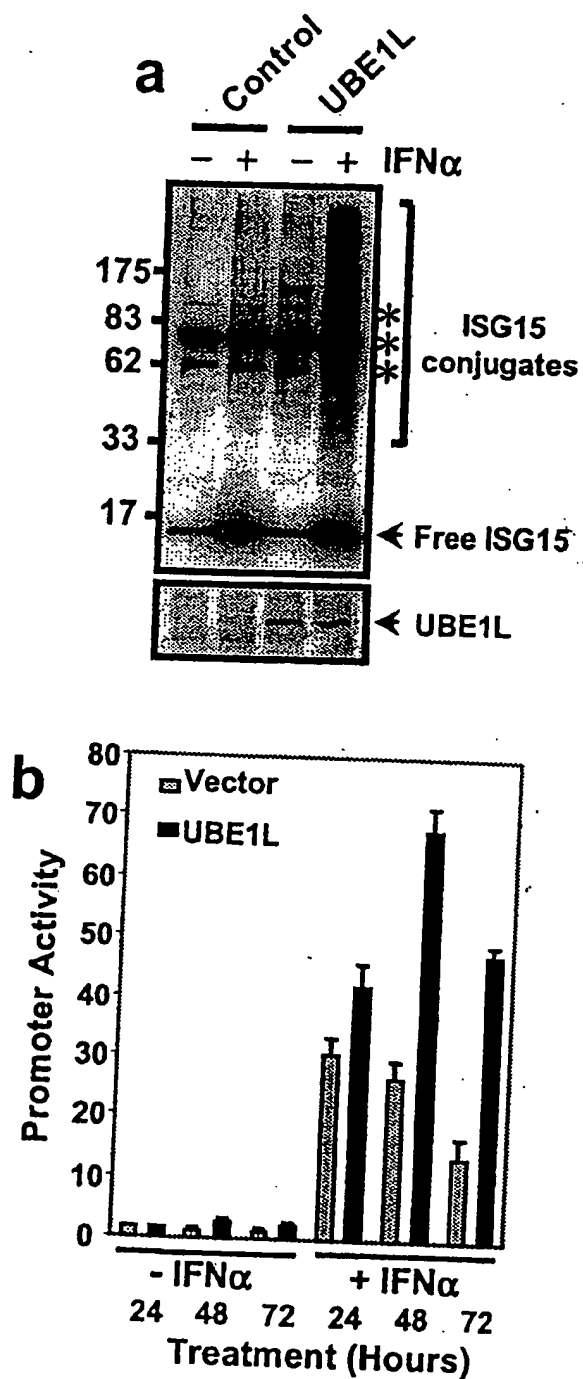 a
Control UBE1L
− + − + IFNα
175
83 *
* ISG15
62 * conjugates
33
17
Free ISG15
UBE1L
b
80
Vector
70
UBE1L
60
50
40
30
20
10
0
Promoter Activity
- IFNα + IFNα
24 48 72 24 48 72
Treatment (Hours)